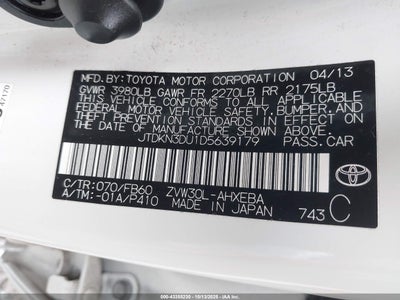 MFD. BY:TOYOTA MOTOR CORPORATION 04/13
GVWR 3980LB GAWR FR 2270LB RR 2175LB
THIS VEHICLE CONFORMS TO ALL APPLICABLE
FEDERAL MOTOR VEHICLE SAFETY, BUMPER, AND
THEFT PREVENTION STANDARDS IN EFFECT ON
THE DATE OF MANUFACTURE SHOWN ABOVE.
JTDKN3DU1D5639179 PASS.CAR
C/TR:070/FB60 ZVW30L-AHXEBA
A/TM:-01A/P410 MADE IN JAPAN 743 C
TOYOTA
47170